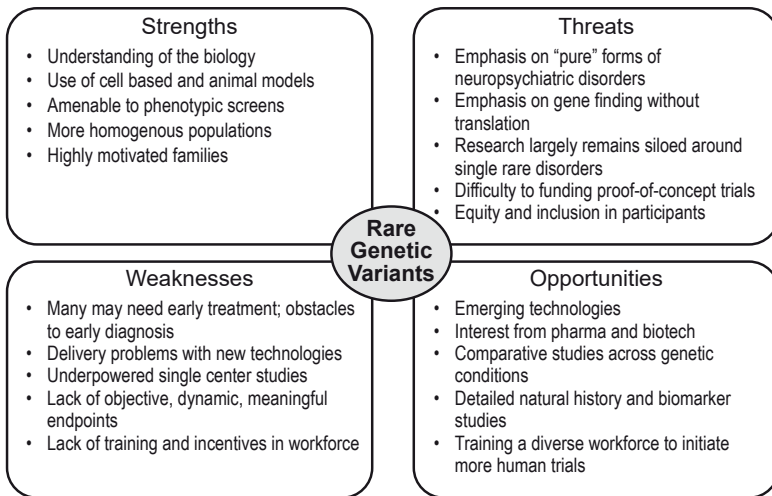 Strengths
• Understanding of the biology
• Use of cell based and animal models
• Amenable to phenotypic screens
• More homogenous populations
• Highly motivated families
Threats
• Emphasis on “pure” forms of
neuropsychiatric disorders
• Emphasis on gene finding without
translation
• Research largely remains siloed around
single rare disorders
• Difficulty to funding proof-of-concept trials
• Equity and inclusion in participants
Rare
Genetic
Variants
Weaknesses
• Many may need early treatment; obstacles
to early diagnosis
• Delivery problems with new technologies
• Underpowered single center studies
• Lack of objective, dynamic, meaningful
endpoints
• Lack of training and incentives in workforce
Opportunities
• Emerging technologies
• Interest from pharma and biotech
• Comparative studies across genetic
conditions
• Detailed natural history and biomarker
studies
• Training a diverse workforce to initiate
more human trials